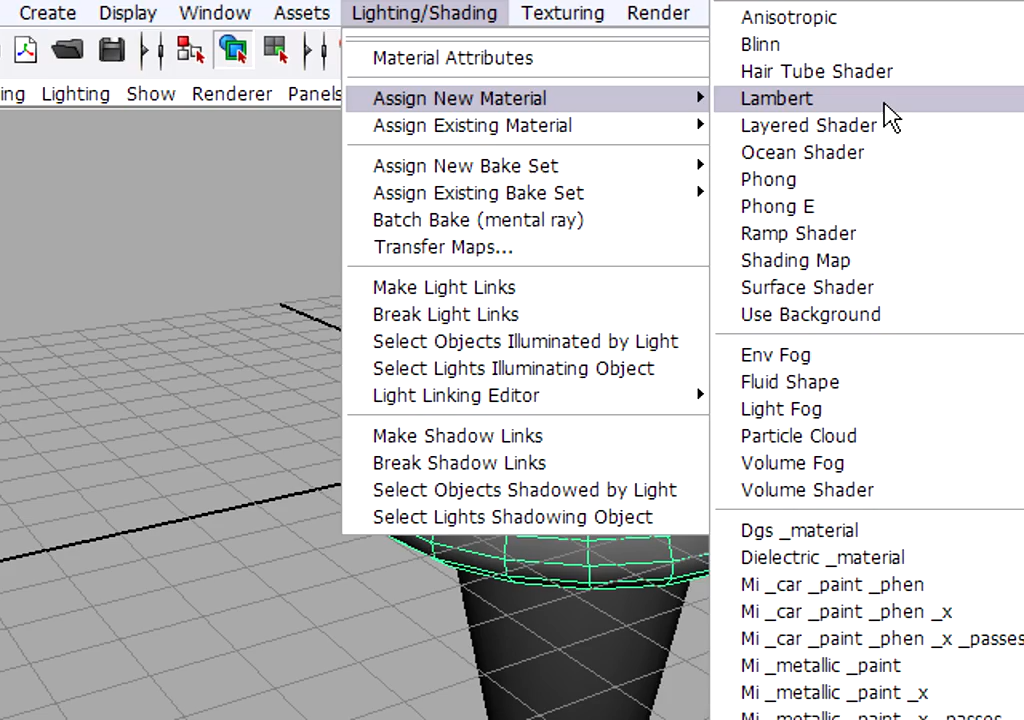 Create Display Window Assets Lighting/Shading Texturing Render
ing Lighting Show Renderer Panels
Material Attributes
Assign New Material
Assign Existing Material
Assign New Bake Set
Assign Existing Bake Set
Batch Bake (mental ray)
Transfer Maps...
Make Light Links
Break Light Links
Select Objects Illuminated by Light
Select Lights Illuminating Object
Light Linking Editor
Make Shadow Links
Break Shadow Links
Select Objects Shadowed by Light
Select Lights Shadowing Object
Anisotropic
Blinn
Hair Tube Shader
Lambert
Layered Shader
Ocean Shader
Phong
Phong E
Ramp Shader
Shading Map
Surface Shader
Use Background
Env Fog
Fluid Shape
Light Fog
Particle Cloud
Volume Fog
Volume Shader
Dgs _material
Dielectric _material
Mi _car _paint _phen
Mi _car _paint _phen _x
Mi _car _paint _phen _x _passes
Mi _metallic _paint
Mi _metallic _paint _x
Mi _metallic _paint _x _passes